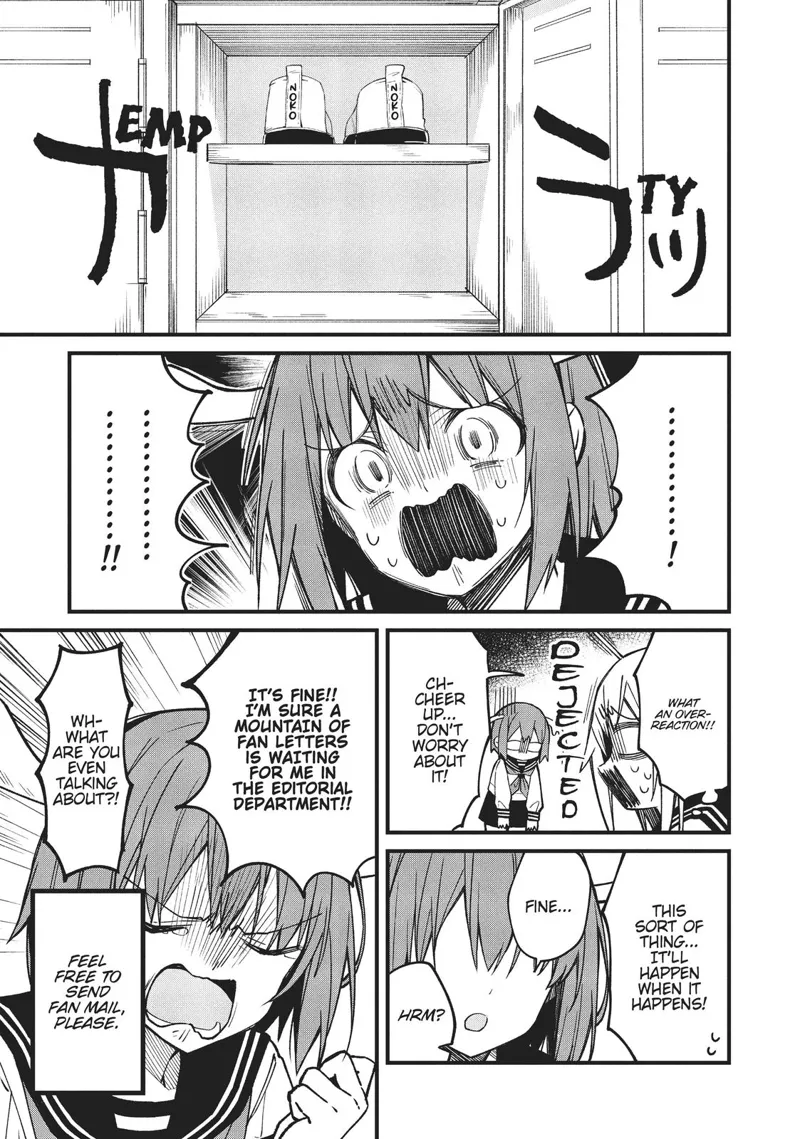 EMP
TY
ガ
ラッ
NOKO
NOKO
!
!!
WHAT
AN OVER-
REACTION!!
DEJECTED
CH-
CHEER
UP...
DON'T
WORRY
ABOUT
IT!
THIS
SORT OF
THING...
IT'LL
HAPPEN
WHEN IT
HAPPENS!
FINE...
HRM?
IT'S FINE!!
I'M SURE A
MOUNTAIN OF
FAN LETTERS
IS WAITING
FOR ME IN
THE EDITORIAL
DEPARTMENT!!
WH-
WHAT
ARE YOU
EVEN
TALKING
ABOUT?!
FEEL
FREE TO
SEND
FAN MAIL,
PLEASE.